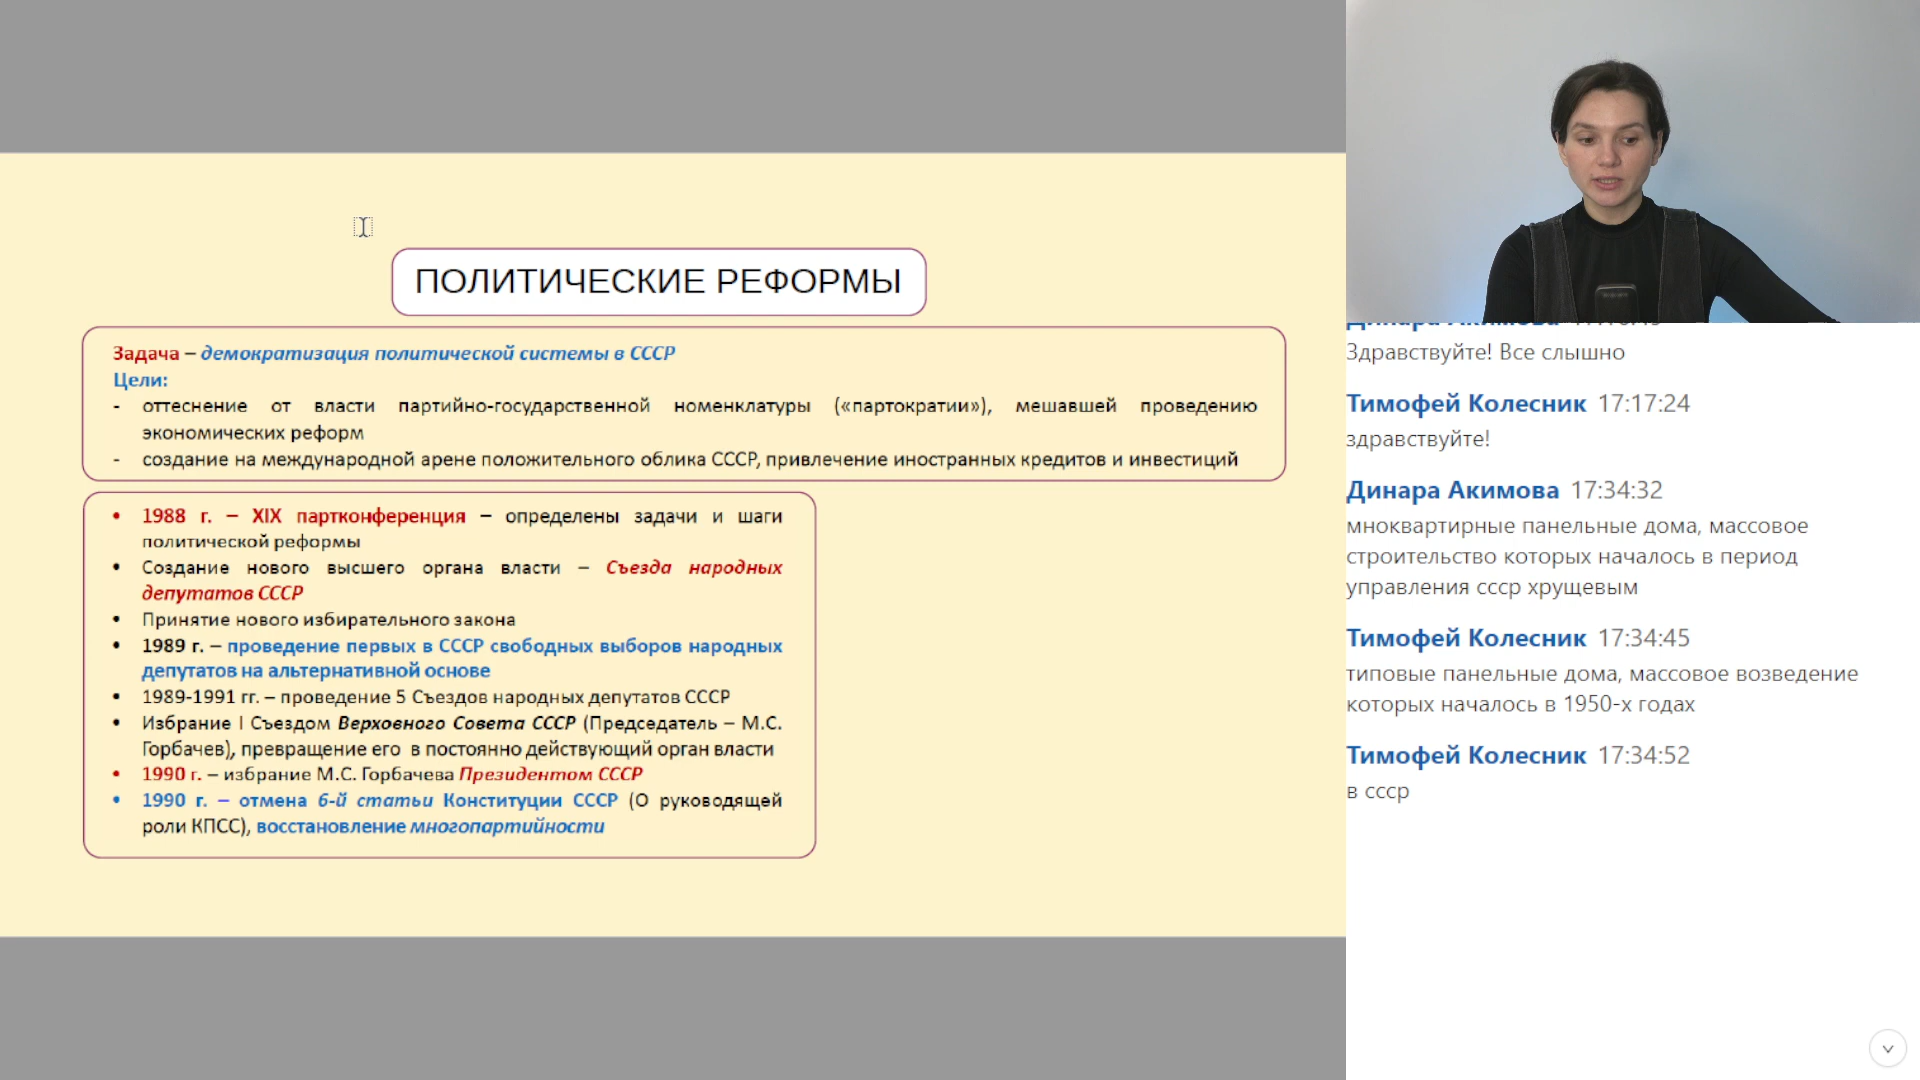 ПОЛИТИЧЕСКИЕ РЕФОРМЫ
Задача – демократизация политической системы в СССР
Цели:
- оттеснение от власти партийно-государственной номенклатуры («партократии»), мешавшей проведению
экономических реформ
- создание на международной арене положительного облика СССР, привлечение иностранных кредитов и инвестиций
• 1988 г. – XIX партконференция – определены задачи и шаги
политической реформы
• Создание нового высшего органа власти – Съезда народных
депутатов СССР
• Принятие нового избирательного закона
• 1989 г. – проведение первых в СССР свободных выборов народных
депутатов на альтернативной основе
• 1989-1991 гг. – проведение 5 Съездов народных депутатов СССР
• Избрание I Съездом Верховного Совета СССР (Председатель – М.С.
Горбачев), превращение его в постоянно действующий орган власти
• 1990 г. – избрание М.С. Горбачева Президентом СССР
• 1990 г. – отмена 6-й статьи Конституции СССР (О руководящей
роли КПСС), восстановление многопартийности
Динара Акимова
Здравствуйте! Все слышно
Тимофей Колесник 17:17:24
здравствуйте!
Динара Акимова 17:34:32
мноквартирные панельные дома, массовое
строительство которых началось в период
управления ссср хрущевым
Тимофей Колесник 17:34:45
типовые панельные дома, массовое возведение
которых началось в 1950-х годах
Тимофей Колесник 17:34:52
в ссср